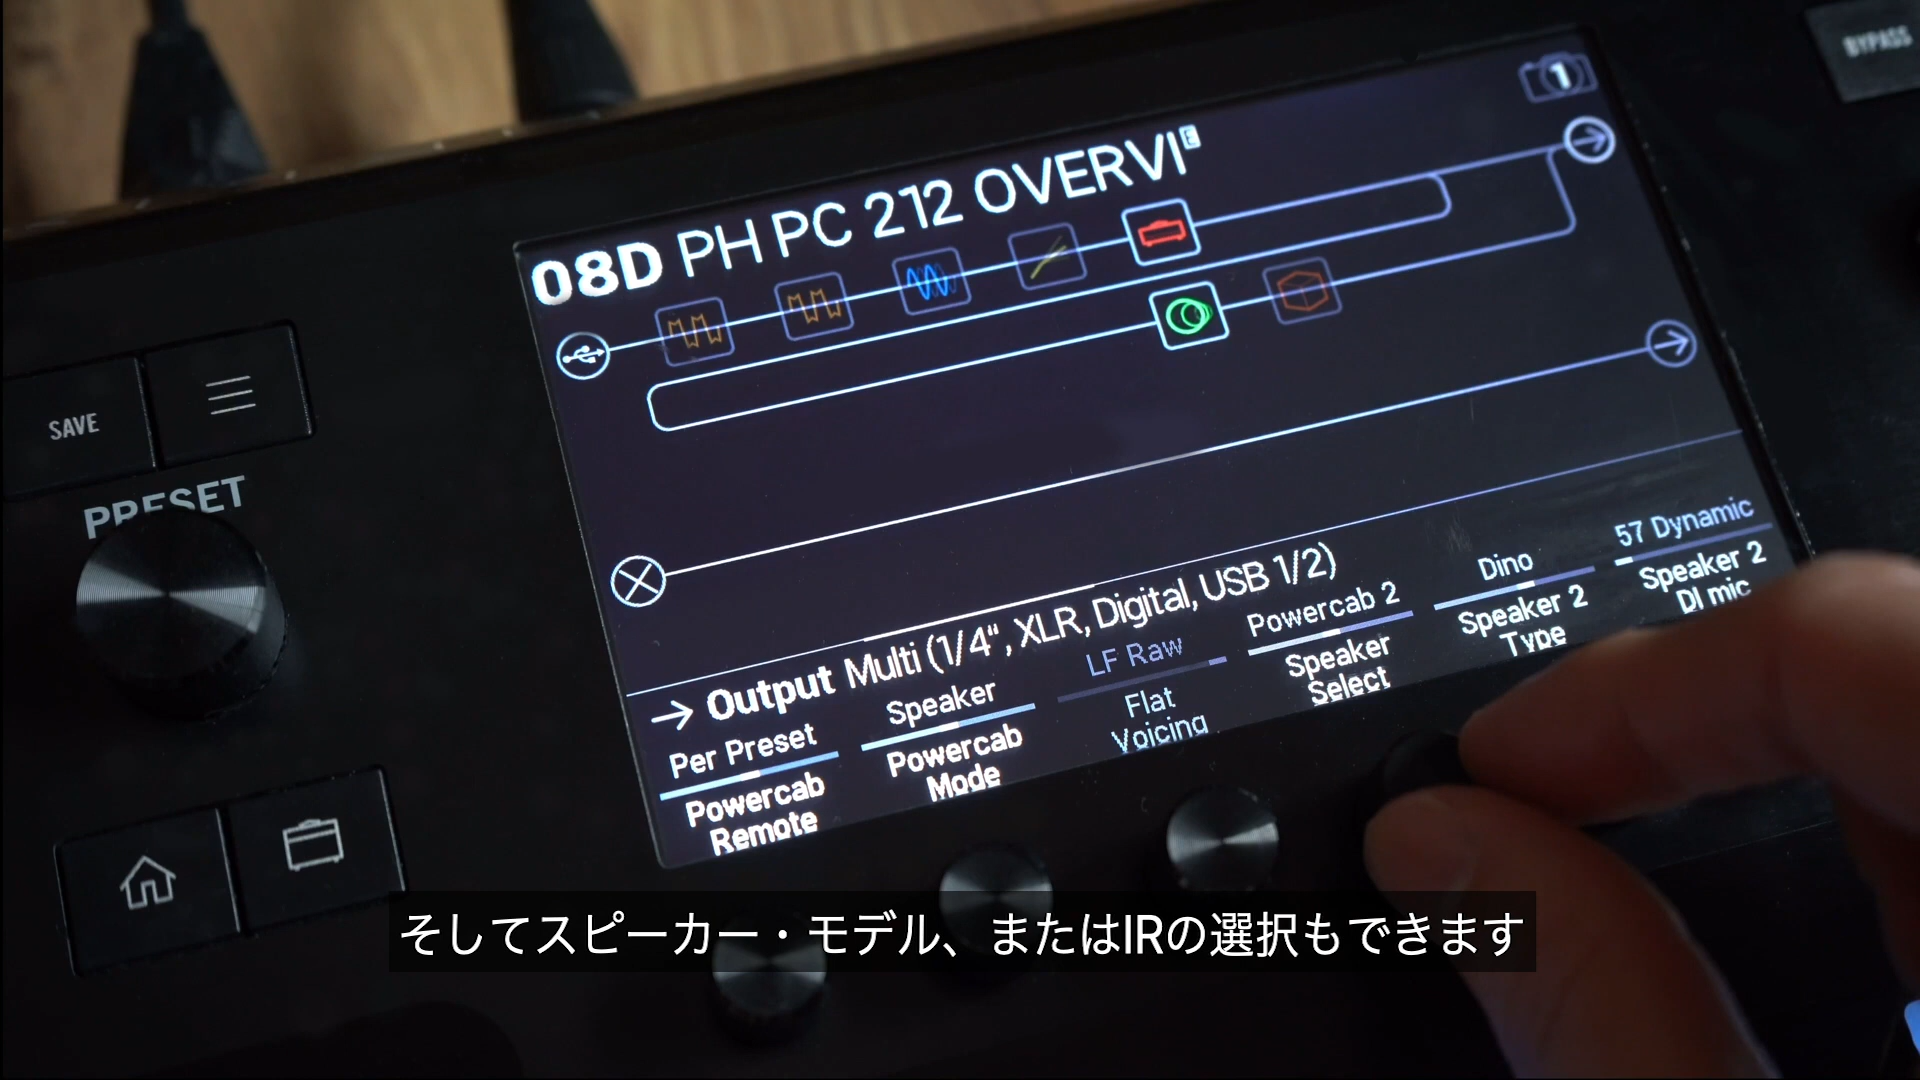 BYPASS
1
08D PH PC 212 OVERVI E
SAVE
PRESET
→ Output Multi (1/4", XLR, Digital, USB 1/2)
Per Preset
Powercab
Remote
Speaker
Powercab
Mode
LF Raw
Flat
Voicing
Powercab 2
Speaker
Select
Dino
Speaker 2
Type
57 Dynamic
Speaker 2
DI mic
そしてスピーカー・モデル、またはIRの選択もできます